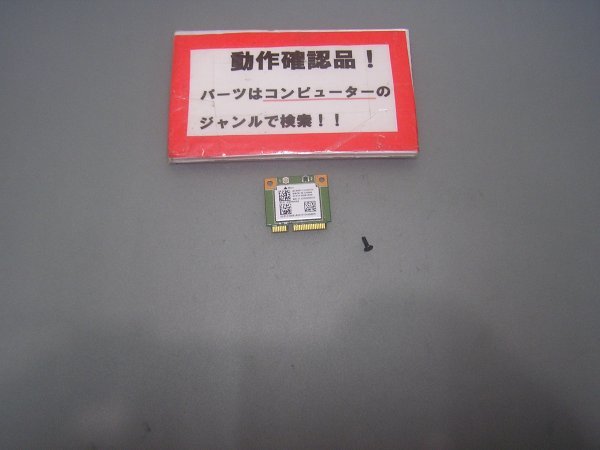 動作確認品！
パーツはコンピューターの
ジャンルで検索！！